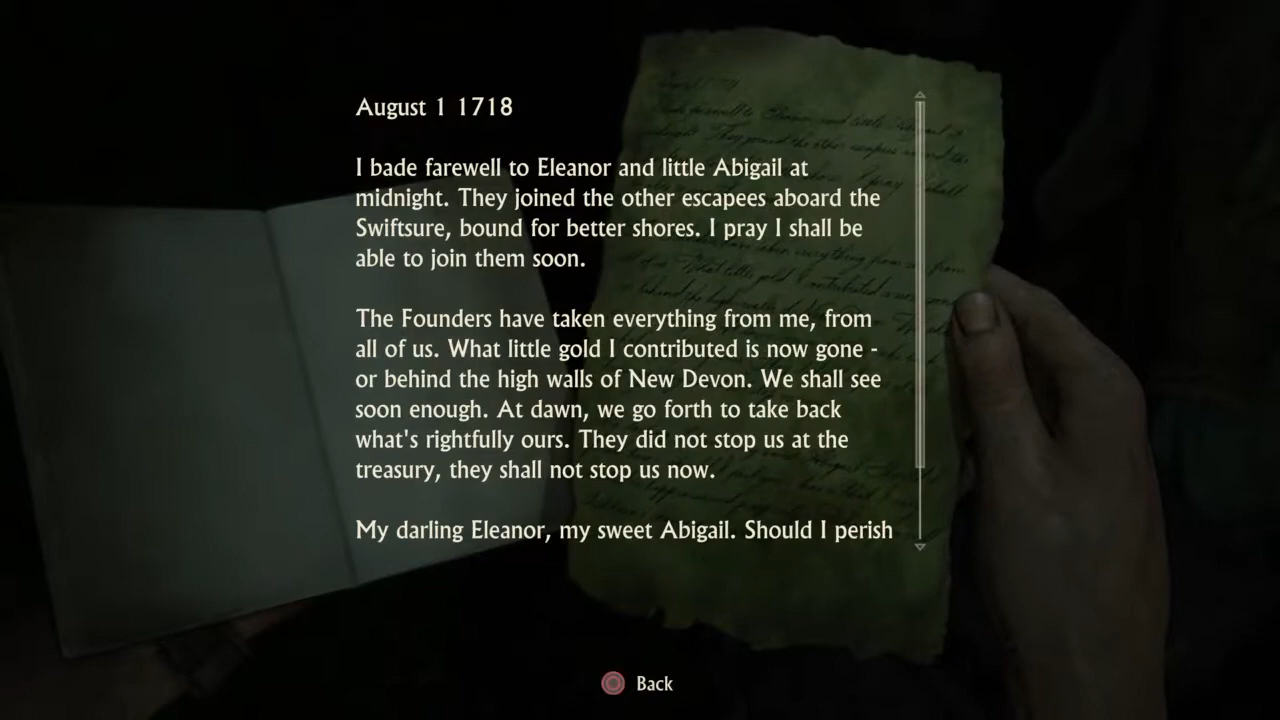 August 1 1718
I bade farewell to Eleanor and little Abigail at
midnight. They joined the other escapees aboard the
Swiftsure, bound for better shores. I pray I shall be
able to join them soon.
The Founders have taken everything from me, from
all of us. What little gold I contributed is now gone -
or behind the high walls of New Devon. We shall see
soon enough. At dawn, we go forth to take back
what's rightfully ours. They did not stop us at the
treasury, they shall not stop us now.
My darling Eleanor, my sweet Abigail. Should I perish
Back